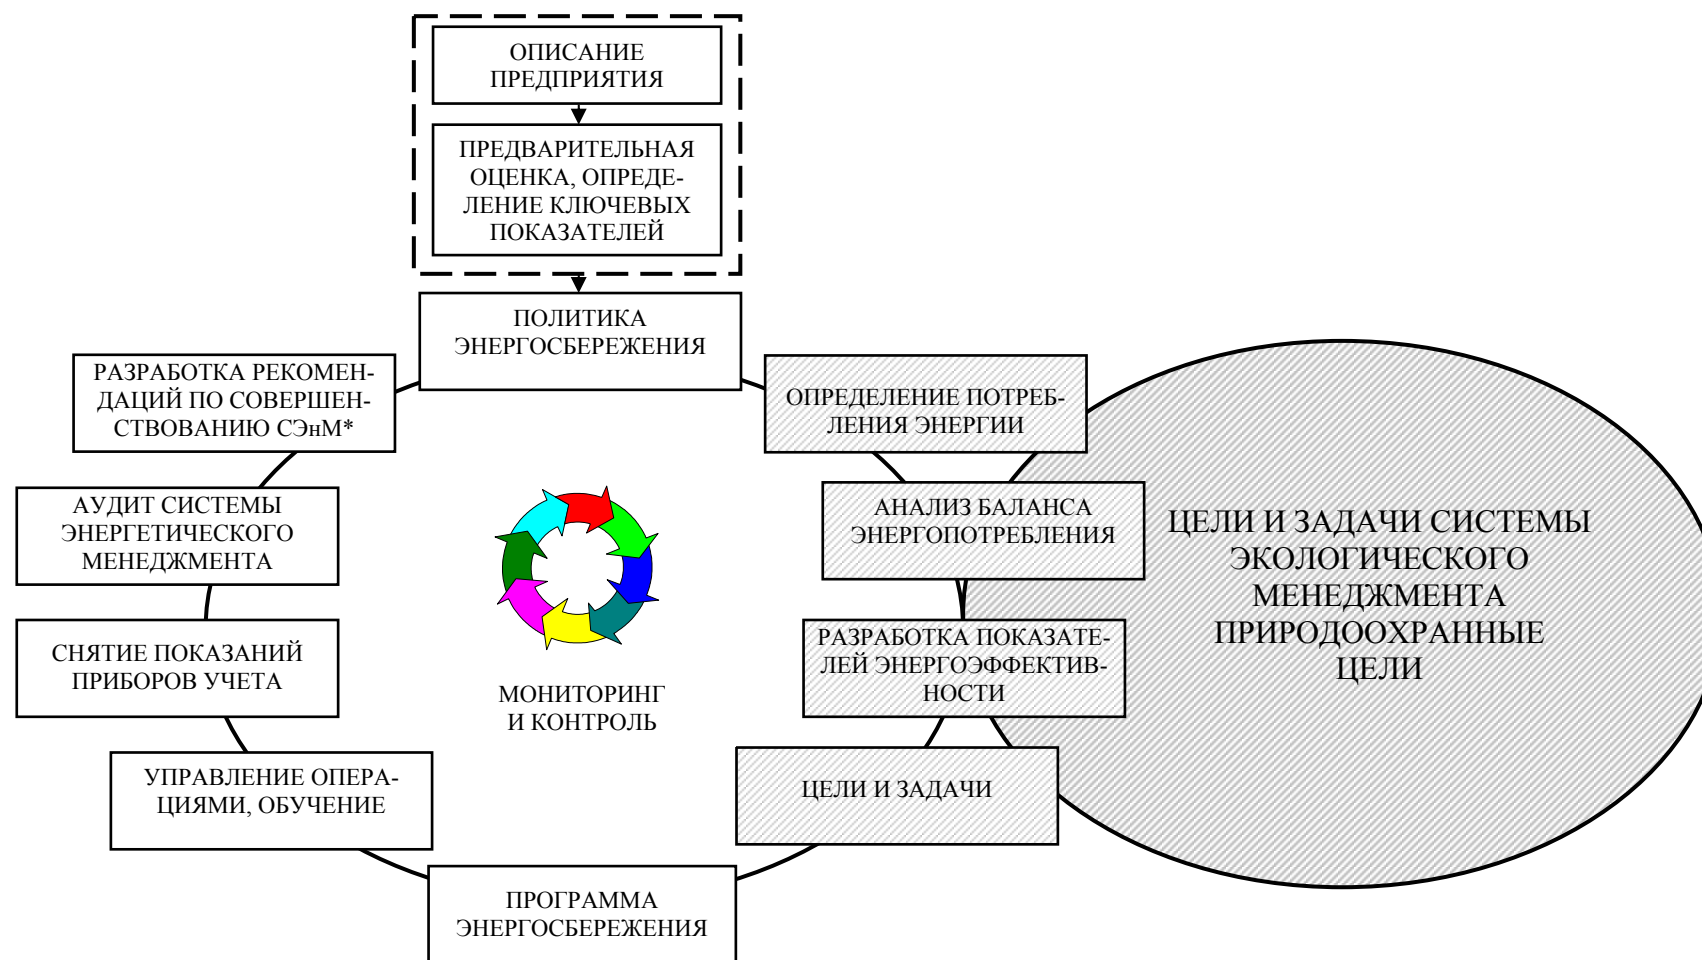 ОПИСАНИЕ
ПРЕДПРИЯТИЯ
ПРЕДВАРИТЕЛЬНАЯ
ОЦЕНКА, ОПРЕДЕ-
ЛЕНИЕ КЛЮЧЕВЫХ
ПОКАЗАТЕЛЕЙ
ПОЛИТИКА
ЭНЕРГОСБЕРЕЖЕНИЯ
РАЗРАБОТКА РЕКОМЕН-
ДАЦИЙ ПО СОВЕРШЕН-
СТВОВАНИЮ СЭнМ*
ОПРЕДЕЛЕНИЕ ПОТРЕБ-
ЛЕНИЯ ЭНЕРГИИ
АУДИТ СИСТЕМЫ
ЭНЕРГЕТИЧЕСКОГО
МЕНЕДЖМЕНТА
АНАЛИЗ БАЛАНСА
ЭНЕРГОПОТРЕБЛЕНИЯ
ЦЕЛИ И ЗАДАЧИ СИСТЕМЫ
ЭКОЛОГИЧЕСКОГО
МЕНЕДЖМЕНТА
ПРИРОДООХРАННЫЕ
ЦЕЛИ
СНЯТИЕ ПОКАЗАНИЙ
ПРИБОРОВ УЧЕТА
МОНИТОРИНГ
И КОНТРОЛЬ
РАЗРАБОТКА ПОКАЗАТЕ-
ЛЕЙ ЭНЕРГОЭФФЕКТИВ-
НОСТИ
УПРАВЛЕНИЕ ОПЕРА-
ЦИЯМИ, ОБУЧЕНИЕ
ЦЕЛИ И ЗАДАЧИ
ПРОГРАММА
ЭНЕРГОСБЕРЕЖЕНИЯ